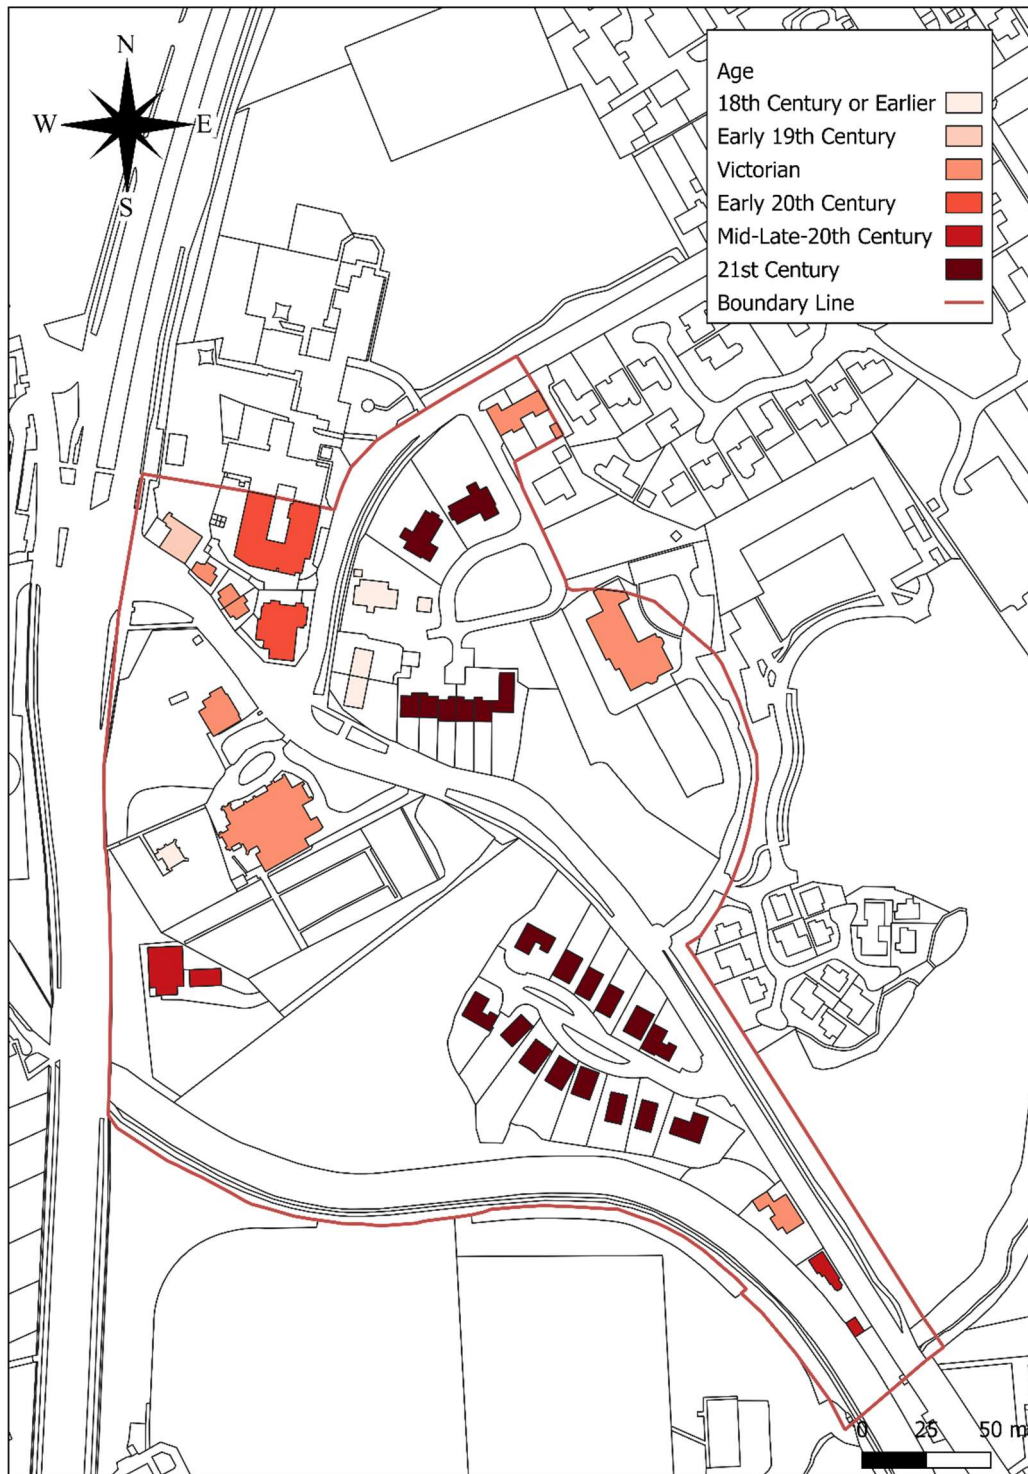 N
W E
S
Age
18th Century or Earlier
Early 19th Century
Victorian
Early 20th Century
Mid-Late-20th Century
21st Century
Boundary Line
0 25 50 m